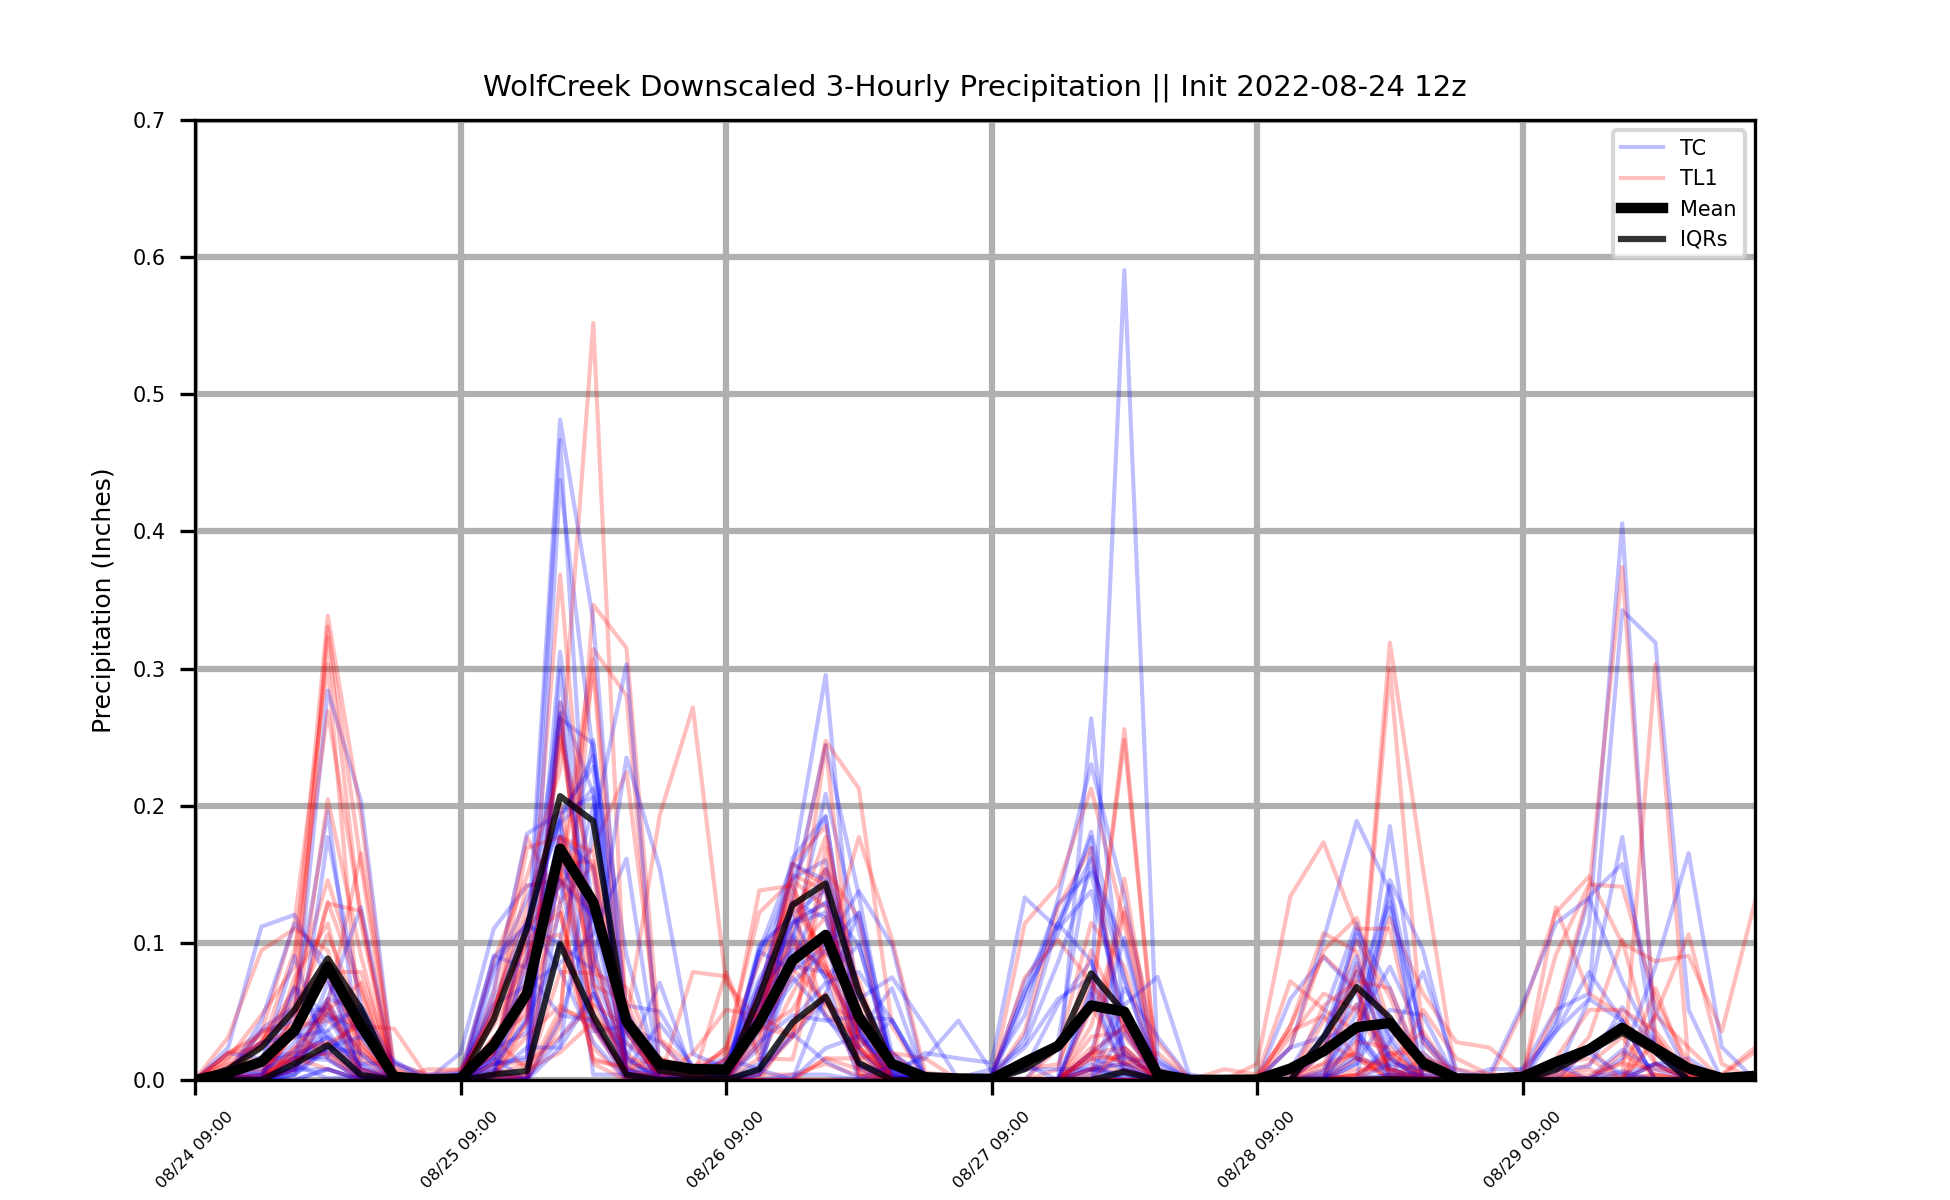 WolfCreek Downscaled 3-Hourly Precipitation || Init 2022-08-24 12z
TC
TL1
Mean
IQRs
Precipitation (Inches)
0.7
0.6
0.5
0.4
0.3
0.2
0.1
0.0
08/24 09:00
08/25 09:00
08/26 09:00
08/27 09:00
08/28 09:00
08/29 09:00